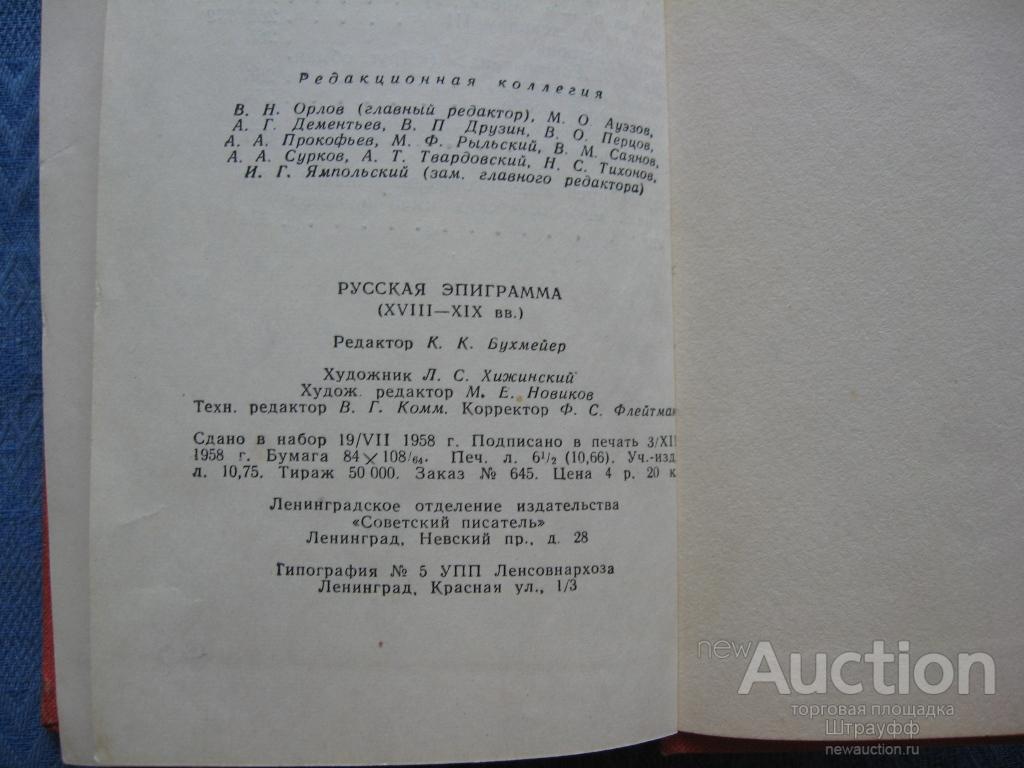 Редакционная коллегия
В. Н. Орлов (главный редактор), М. О. Ауэзов,
А. Г. Дементьев, В. П Друзин, В. О. Перцов,
А. А. Прокофьев, М. Ф. Рыльский, В. М. Саянов,
А. А. Сурков, А. Т. Твардовский, Н. С. Тихонов,
И. Г. Ямпольский (зам. главного редактора)
РУССКАЯ ЭПИГРАММА
(XVIII—XIX вв.)
Редактор К. К. Бухмейер
Художник Л. С. Хижинский
Худож. редактор М. Е. Новиков
Техн. редактор В. Г. Комм. Корректор Ф. С. Флейтман
Сдано в набор 19/VII 1958 г. Подписано в печать 3/XII
1958 г. Бумага 84×108/64. Печ. л. 6½ (10,66). Уч.-изд
л. 10,75. Тираж 50 000. Заказ № 645. Цена 4 р. 20 к
Ленинградское отделение издательства
«Советский писатель»
Ленинград, Невский пр., д. 28
Типография № 5 УПП Ленсовнархоза
Ленинград, Красная ул., 1/3
newAuction
торговая площадка
Штрауфф
newauction.ru